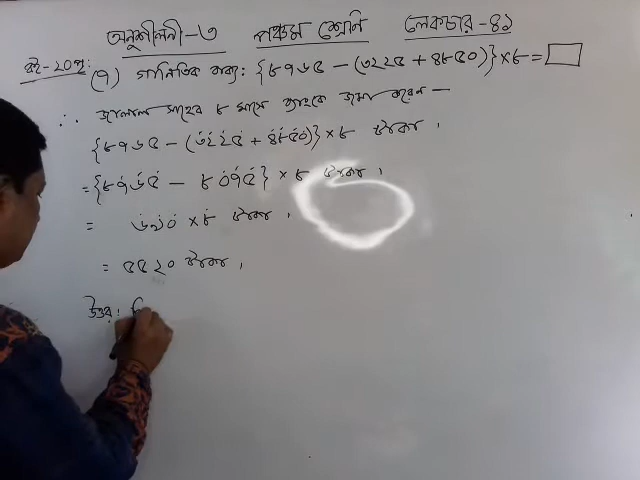 অনুশীলনী-৩ পঞ্চম শ্রেনি লেকচার-৪১
বই-২০পৃ:
(৭) গানিতিক বাক্য: {৮৭৬৫ - (৩২২৫ + ৪৮৫০)} × ৮ = □
∴ জালাল সাহেব ৮ মাসে ব্যাংকে জমা করেন —
{৮৭৬৫ - (৩২২৫ + ৪৮৫০)} × ৮ টাকা।
= {৮৭৬৫ - ৮০৭৫} × ৮ টাকা।
= ৬৯০ × ৮ টাকা।
= ৫৫২০ টাকা।
উত্তর: